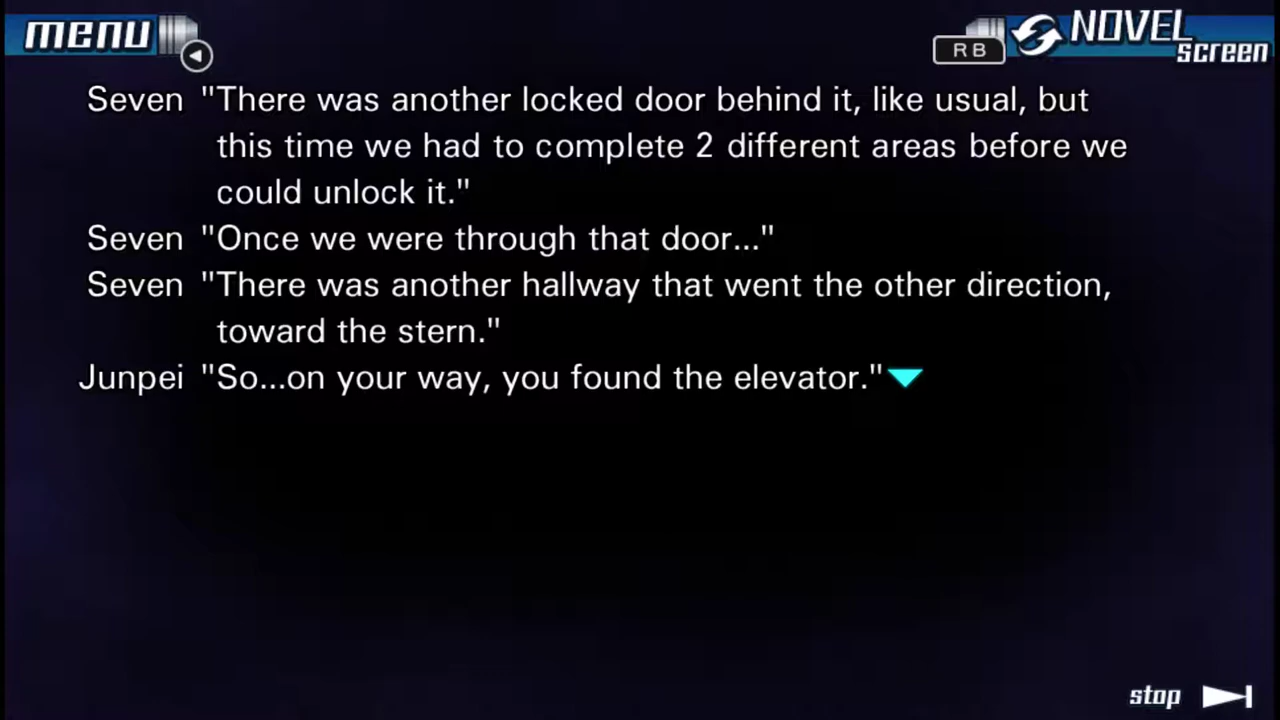 menu
RB
NOVEL
screen
Seven "There was another locked door behind it, like usual, but
this time we had to complete 2 different areas before we
could unlock it."
Seven "Once we were through that door..."
Seven "There was another hallway that went the other direction,
toward the stern."
Junpei "So...on your way, you found the elevator."
stop